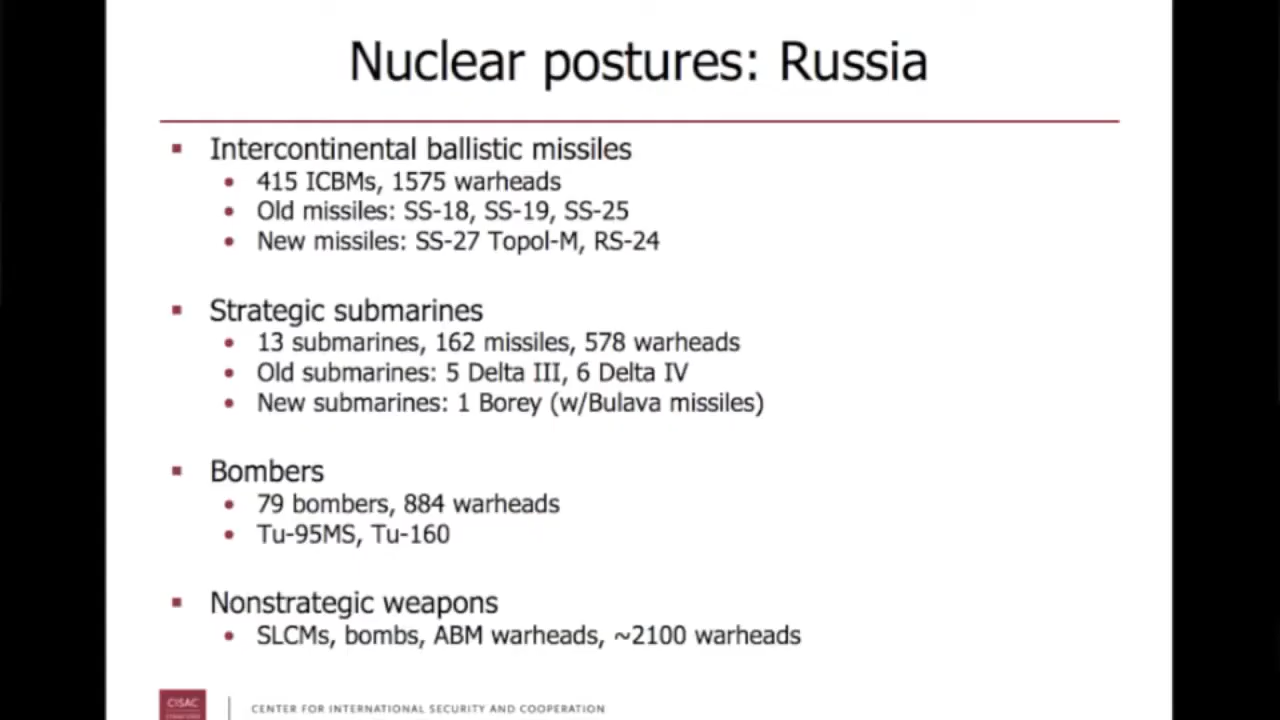 Nuclear postures: Russia
▪ Intercontinental ballistic missiles
• 415 ICBMs, 1575 warheads
• Old missiles: SS-18, SS-19, SS-25
• New missiles: SS-27 Topol-M, RS-24
▪ Strategic submarines
• 13 submarines, 162 missiles, 578 warheads
• Old submarines: 5 Delta III, 6 Delta IV
• New submarines: 1 Borey (w/Bulava missiles)
▪ Bombers
• 79 bombers, 884 warheads
• Tu-95MS, Tu-160
▪ Nonstrategic weapons
• SLCMs, bombs, ABM warheads, ~2100 warheads
CISAC
CENTER FOR INTERNATIONAL SECURITY AND COOPERATION